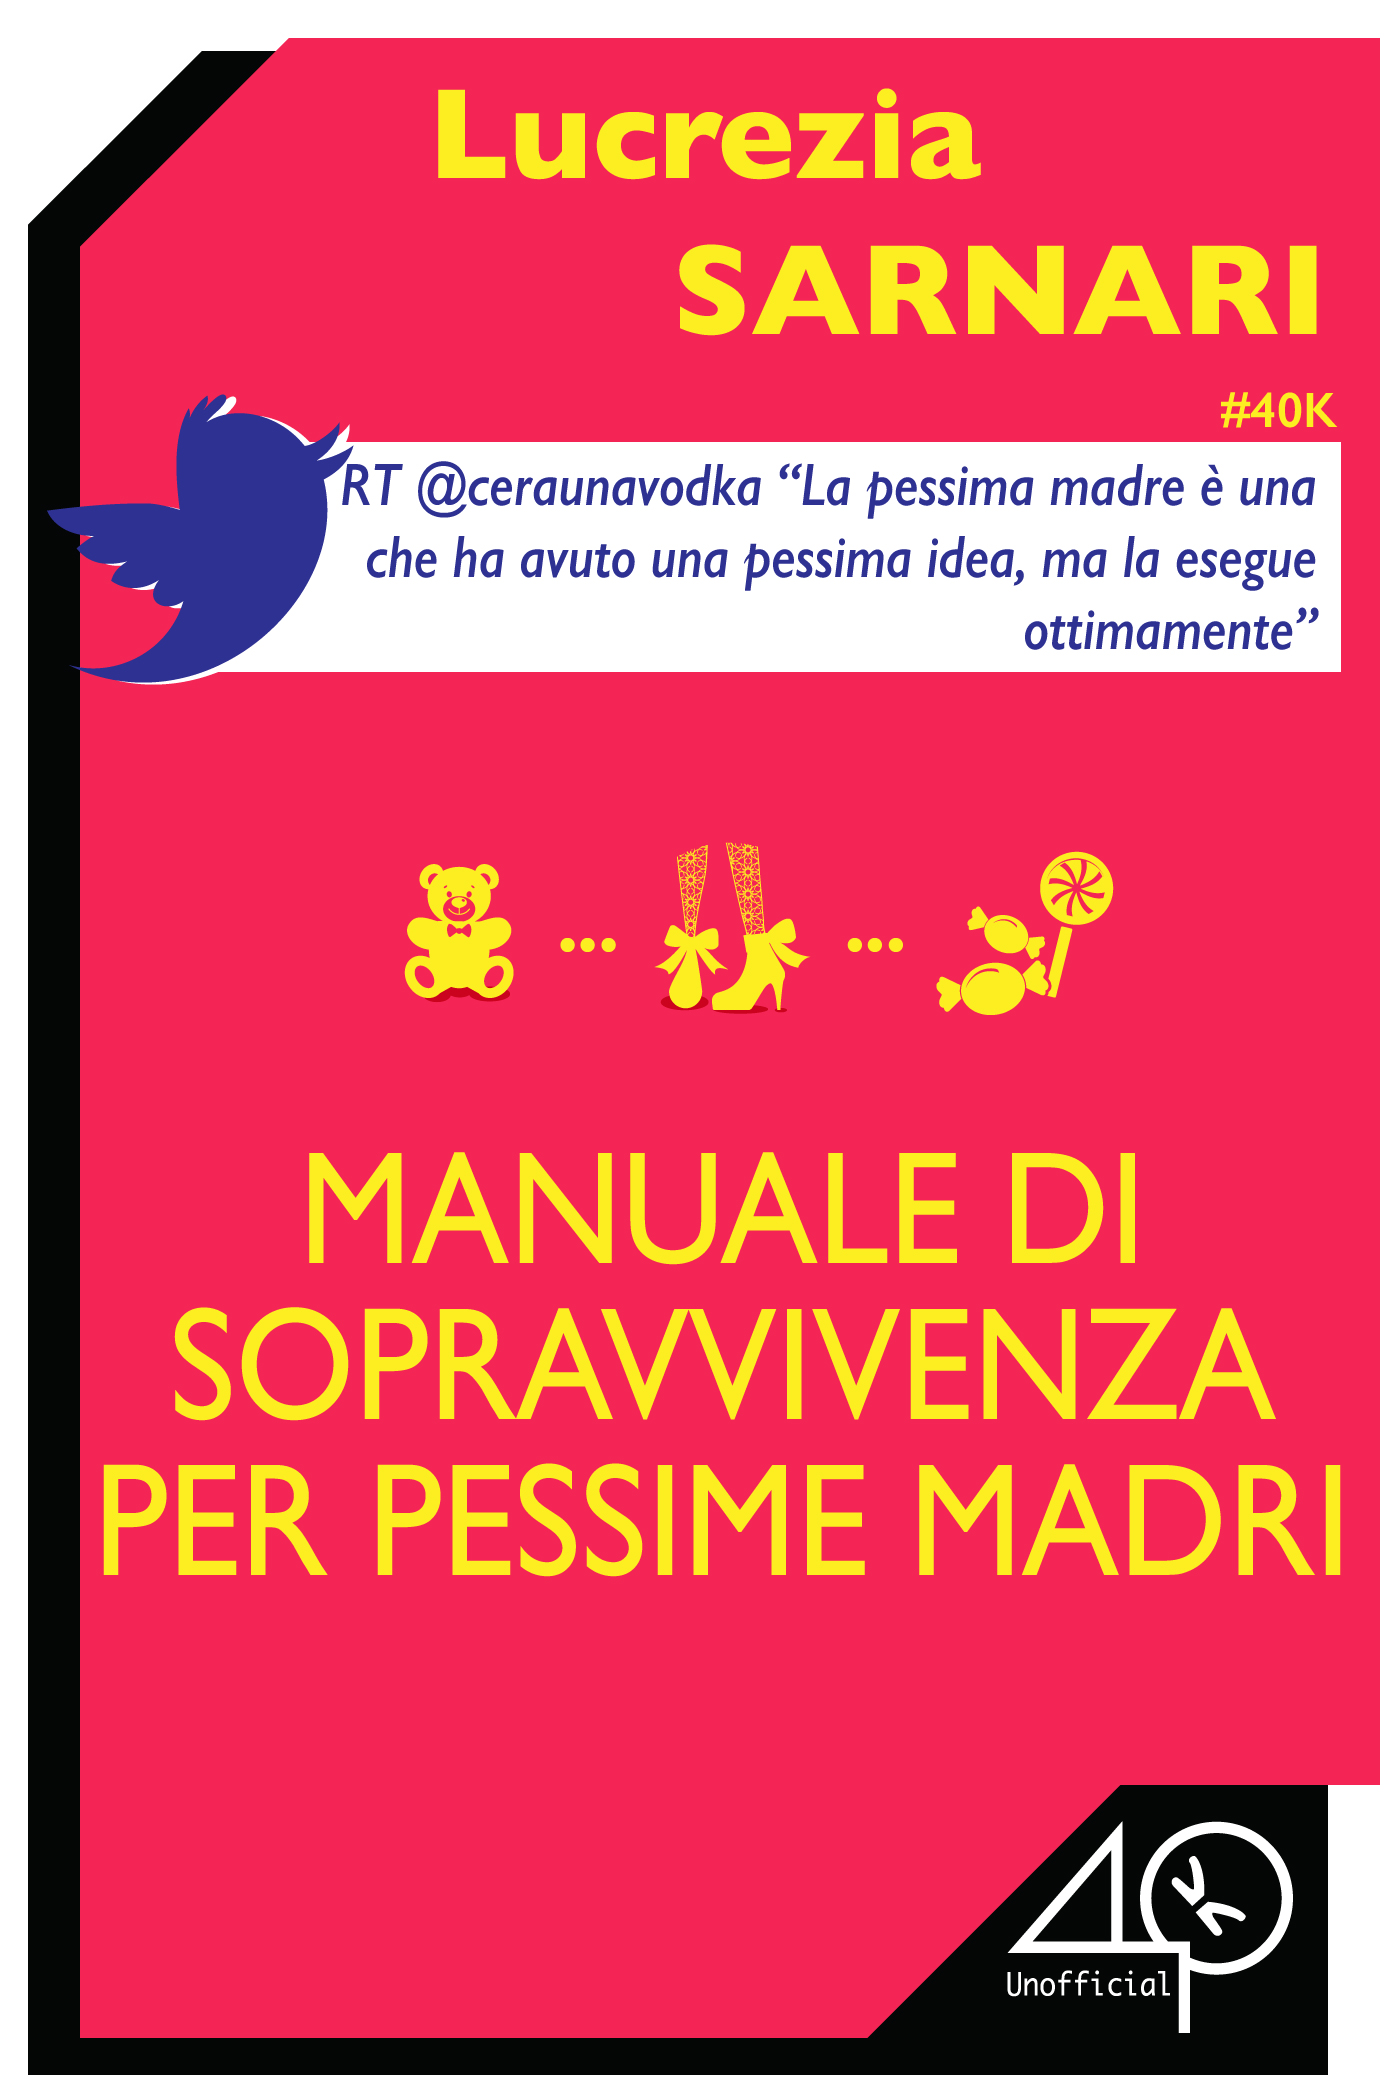 Lucrezia
SARNARI
#40K
RT @ceraunavodka “La pessima madre è una
che ha avuto una pessima idea, ma la esegue
ottimamente”
MANUALE DI
SOPRAVVIVENZA
PER PESSIME MADRI
40K
Unofficial